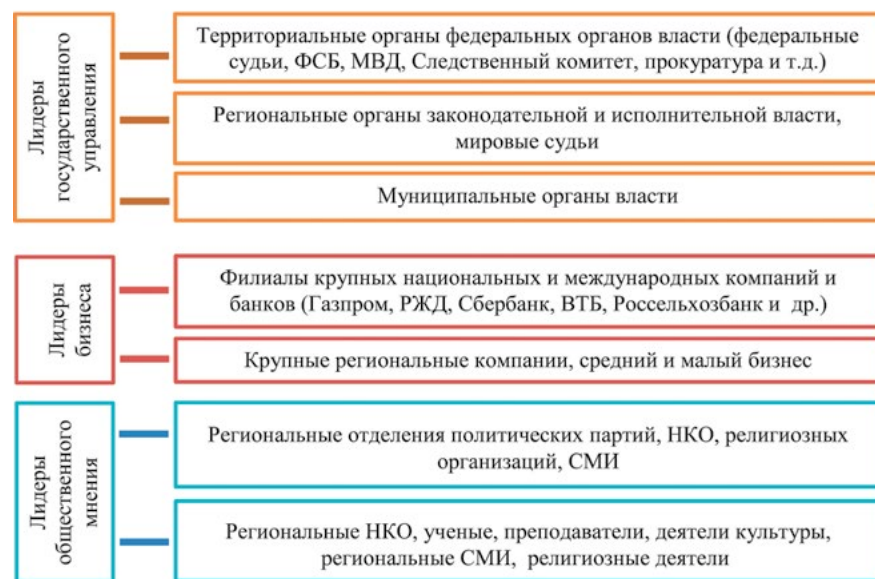 Лидеры
государственного
управления
Территориальные органы федеральных органов власти (федеральные
судьи, ФСБ, МВД, Следственный комитет, прокуратура и т.д.)
Региональные органы законодательной и исполнительной власти,
мировые судьи
Муниципальные органы власти
Лидеры
бизнеса
Филиалы крупных национальных и международных компаний и
банков (Газпром, РЖД, Сбербанк, ВТБ, Россельхозбанк и др.)
Крупные региональные компании, средний и малый бизнес
Лидеры
общественного
мнения
Региональные отделения политических партий, НКО, религиозных
организаций, СМИ
Региональные НКО, ученые, преподаватели, деятели культуры,
региональные СМИ, религиозные деятели